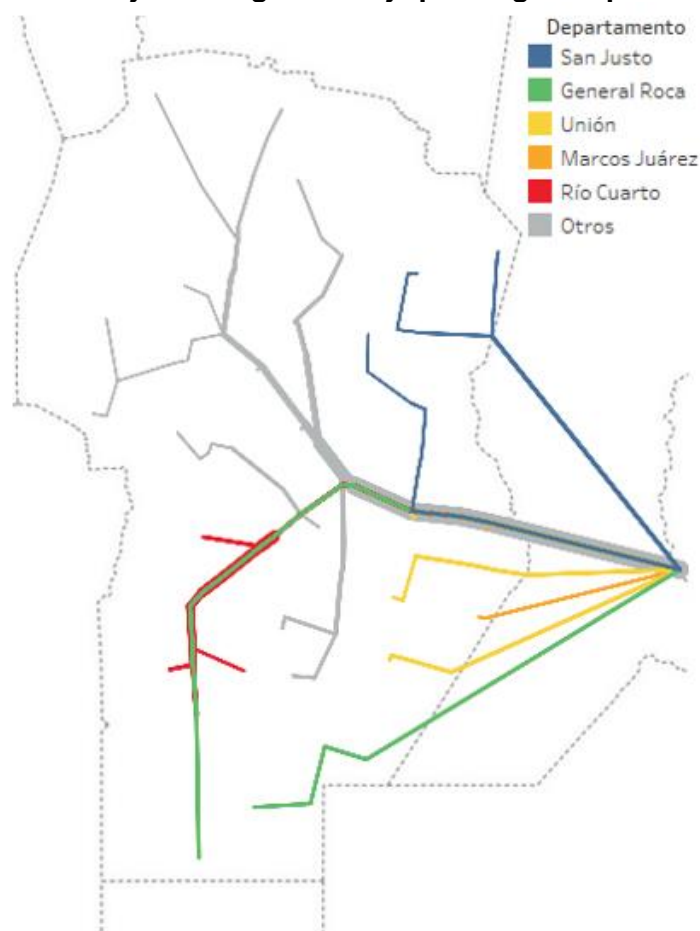 Departamento
San Justo
General Roca
Unión
Marcos Juárez
Río Cuarto
Otros